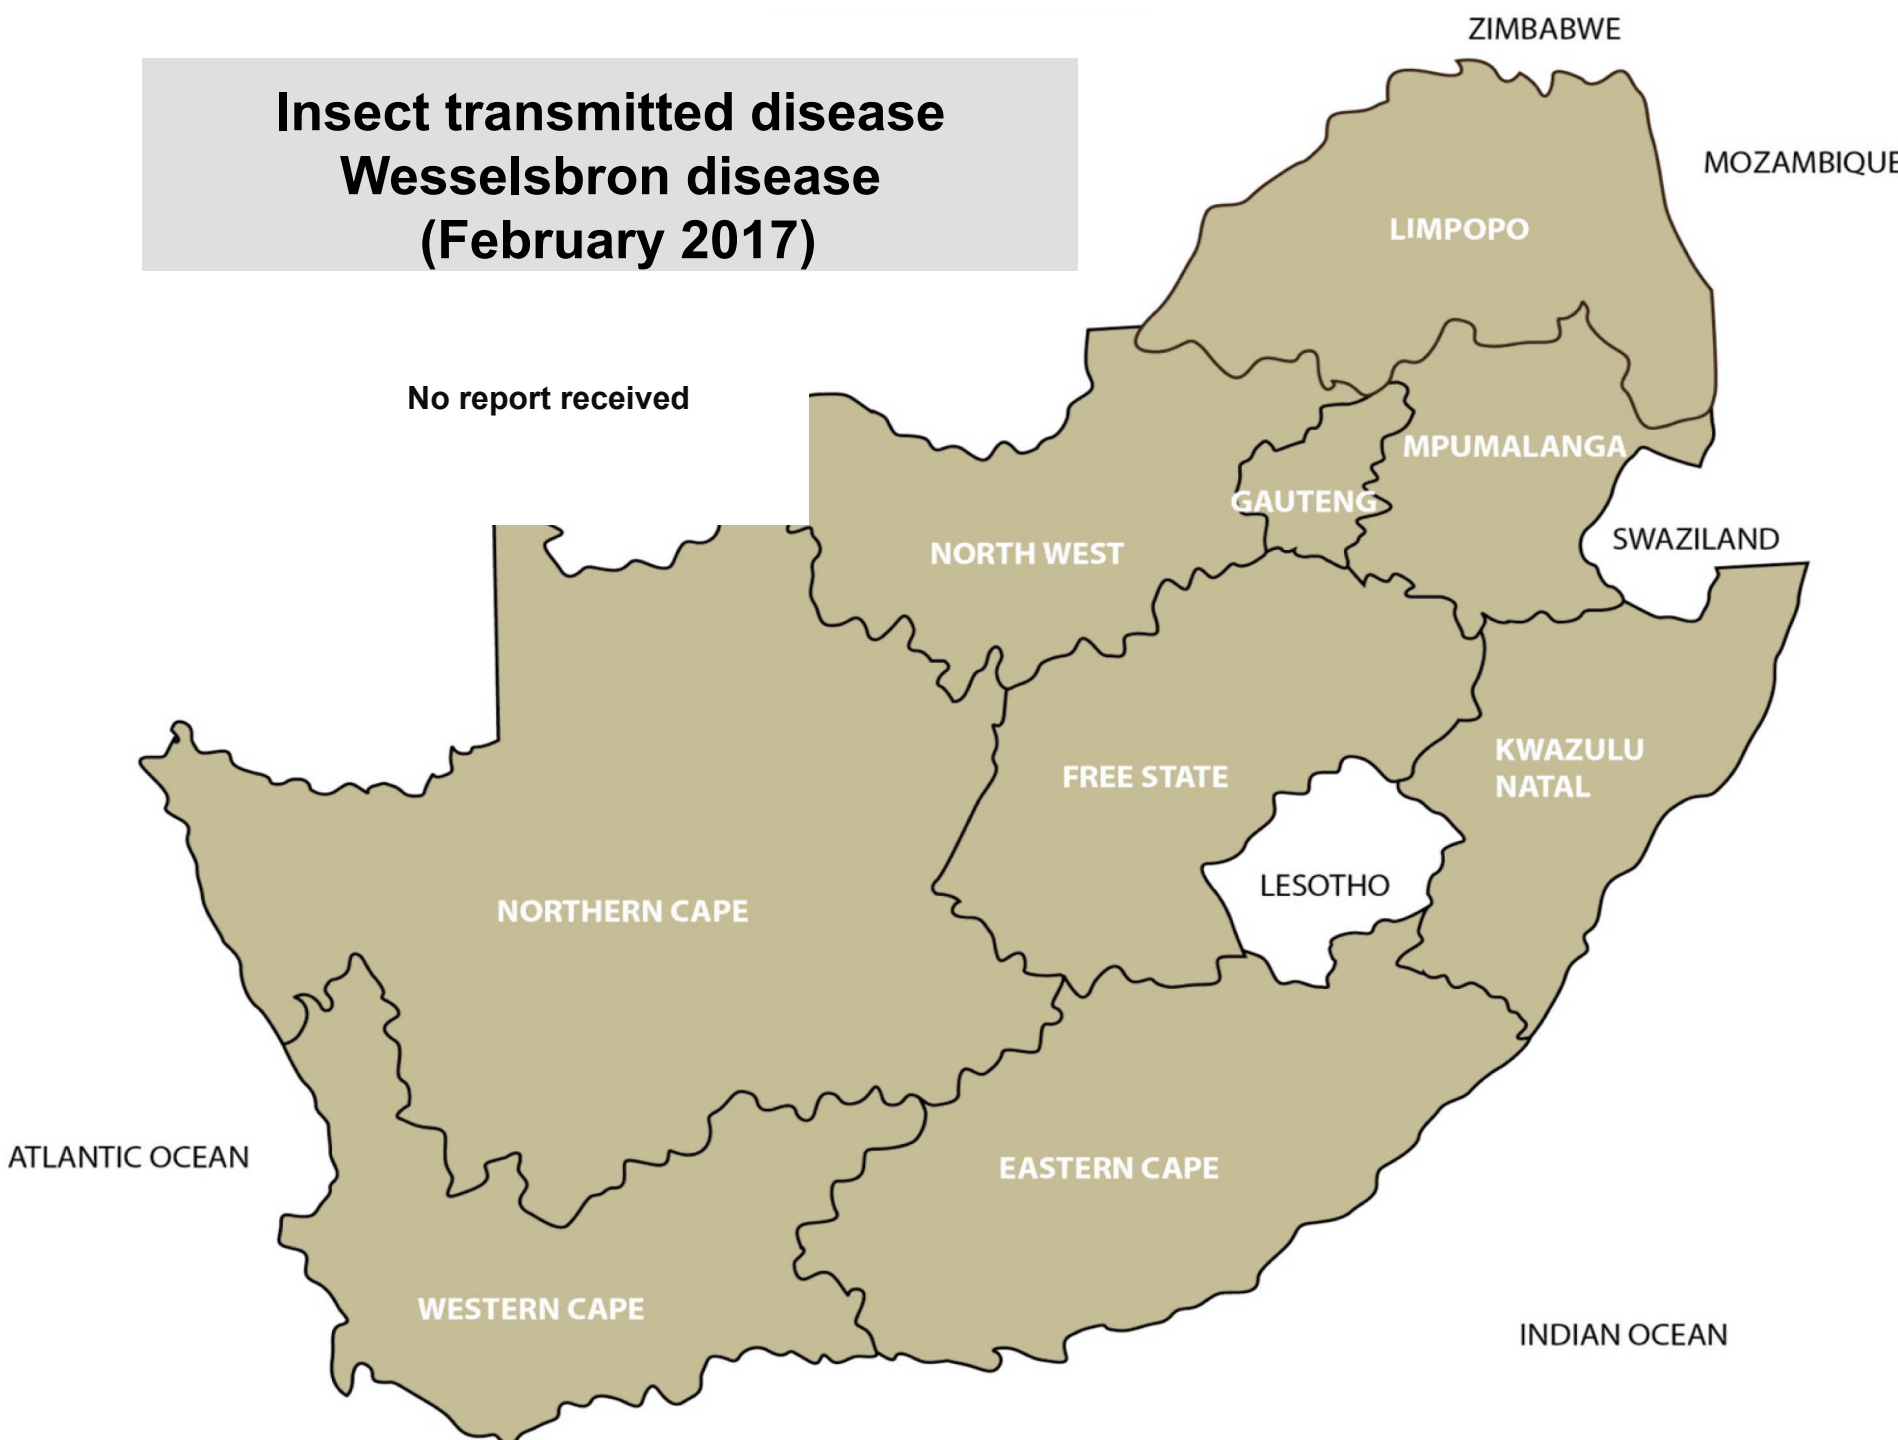 Insect transmitted disease
Wesselsbron disease
(February 2017)
No report received
ZIMBABWE
MOZAMBIQUE
LIMPOPO
MPUMALANGA
GAUTENG
SWAZILAND
NORTH WEST
KWAZULU
NATAL
FREE STATE
LESOTHO
NORTHERN CAPE
ATLANTIC OCEAN
EASTERN CAPE
WESTERN CAPE
INDIAN OCEAN